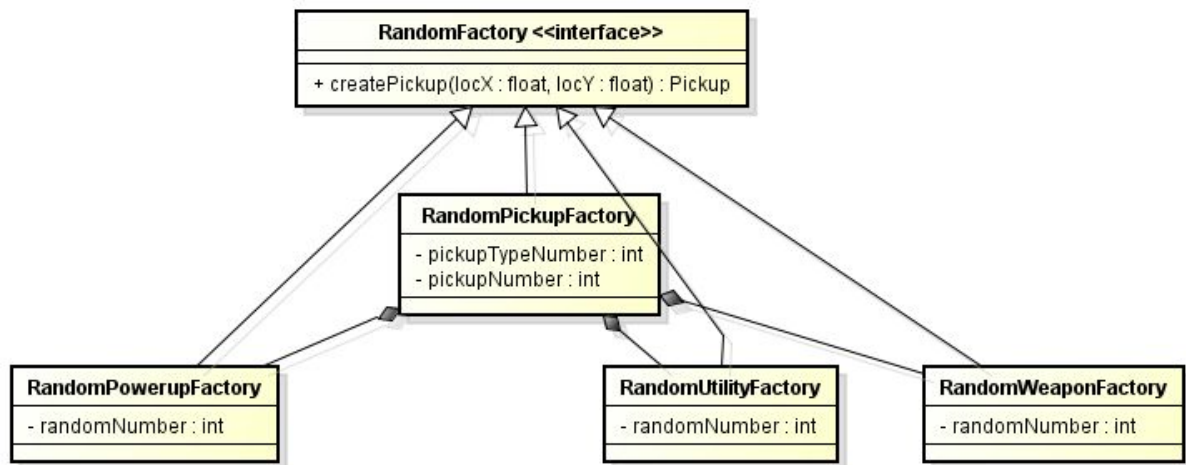 RandomFactory <<interface>>
+ createPickup(locX : float, locY : float) : Pickup
RandomPickupFactory
- pickupTypeNumber : int
- pickupNumber : int
RandomPowerupFactory
- randomNumber : int
RandomUtilityFactory
- randomNumber : int
RandomWeaponFactory
- randomNumber : int